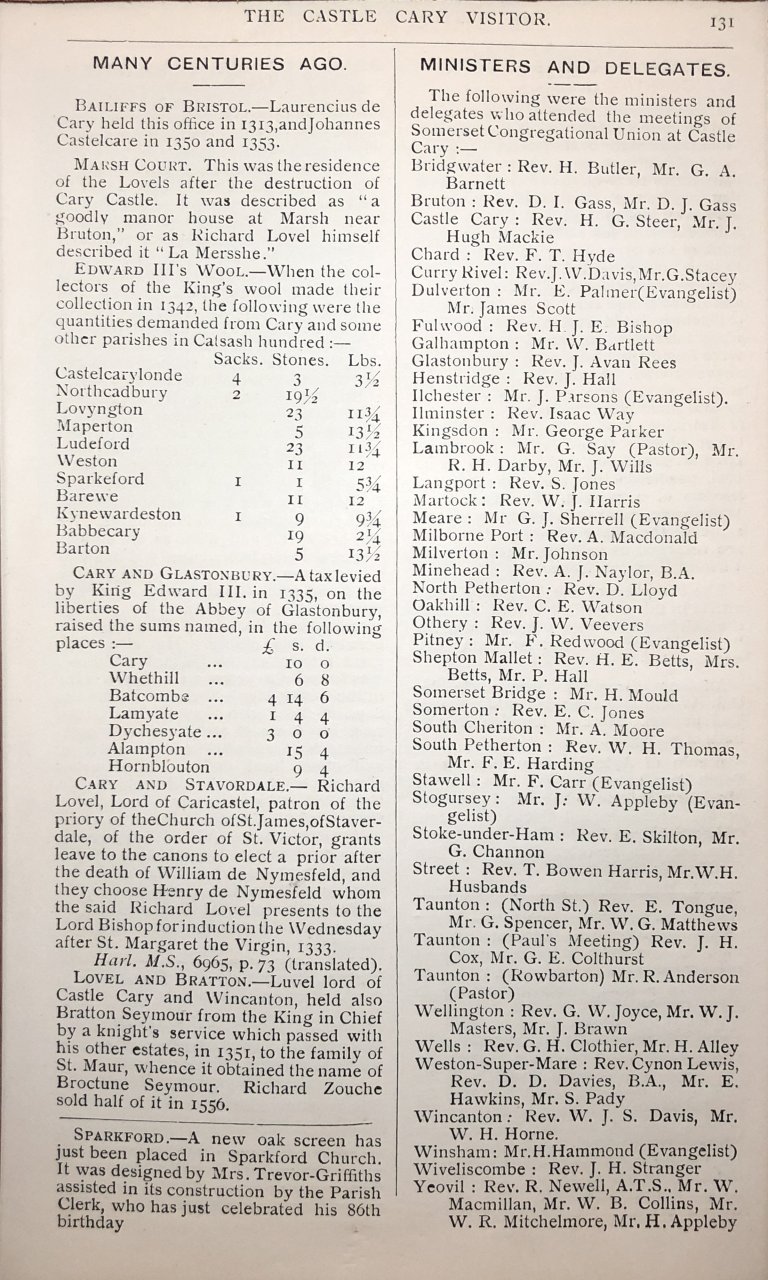 THE CASTLE CARY VISITOR. 131
MANY CENTURIES AGO.
BAILIFFS OF BRISTOL.—Laurencius de
Cary held this office in 1313,andJohannes
Castelcare in 1350 and 1353.
MARSH COURT. This was the residence
of the Lovels after the destruction of
Cary Castle. It was described as "a
goodly manor house at Marsh near
Bruton," or as Richard Lovel himself
described it "La Mersshe."
EDWARD III's WOOL.—When the col-
lectors of the King's wool made their
collection in 1342, the following were the
quantities demanded from Cary and some
other parishes in Catsash hundred :—
Sacks. Stones. Lbs.
Castelcarylonde 4 3 3½
Northcadbury 2 19½
Lovyngton 23 11¾
Maperton 5 13½
Ludeford 23 11¾
Weston 11 12
Sparkeford 1 1 5¾
Barewe 11 12
Kynewardeston 1 9 9¾
Babbecary 19 2¼
Barton 5 13½
CARY AND GLASTONBURY.—A tax levied
by King Edward III. in 1335, on the
liberties of the Abbey of Glastonbury,
raised the sums named, in the following
places :— £ s. d.
Cary ... 10 0
Whethill ... 6 8
Batcombe ... 4 14 6
Lamyate ... 1 4 4
Dychesyate ... 3 0 0
Alampton ... 15 4
Hornblouton 9 4
CARY AND STAVORDALE.— Richard
Lovel, Lord of Caricastel, patron of the
priory of theChurch ofSt.James,ofStaver-
dale, of the order of St. Victor, grants
leave to the canons to elect a prior after
the death of William de Nymesfeld, and
they choose Henry de Nymesfeld whom
the said Richard Lovel presents to the
Lord Bishop for induction the Wednesday
after St. Margaret the Virgin, 1333.
Harl. M.S., 6965, p. 73 (translated).
LOVEL AND BRATTON.—Luvel lord of
Castle Cary and Wincanton, held also
Bratton Seymour from the King in Chief
by a knight's service which passed with
his other estates, in 1351, to the family of
St. Maur, whence it obtained the name of
Broctune Seymour. Richard Zouche
sold half of it in 1556.
SPARKFORD.—A new oak screen has
just been placed in Sparkford Church.
It was designed by Mrs. Trevor-Griffiths
assisted in its construction by the Parish
Clerk, who has just celebrated his 86th
birthday
MINISTERS AND DELEGATES.
The following were the ministers and
delegates who attended the meetings of
Somerset Congregational Union at Castle
Cary :—
Bridgwater : Rev. H. Butler, Mr. G. A.
Barnett
Bruton : Rev. D. I. Gass, Mr. D. J. Gass
Castle Cary : Rev. H. G. Steer, Mr. J.
Hugh Mackie
Chard : Rev. F. T. Hyde
Curry Rivel: Rev.J.W.Davis,Mr.G.Stacey
Dulverton : Mr. E. Palmer(Evangelist)
Mr. James Scott
Fulwood : Rev. H. J. E. Bishop
Galhampton : Mr. W. Bartlett
Glastonbury : Rev. J. Avan Rees
Henstridge : Rev. J. Hall
Ilchester : Mr. J. Parsons (Evangelist).
Ilminster : Rev. Isaac Way
Kingsdon : Mr. George Parker
Lambrook : Mr. G. Say (Pastor), Mr.
R. H. Darby, Mr. J. Wills
Langport : Rev. S. Jones
Martock : Rev. W. J. Harris
Meare : Mr G. J. Sherrell (Evangelist)
Milborne Port : Rev. A. Macdonald
Milverton : Mr. Johnson
Minehead : Rev. A. J. Naylor, B.A.
North Petherton : Rev. D. Lloyd
Oakhill : Rev. C. E. Watson
Othery : Rev. J. W. Veevers
Pitney : Mr. F. Redwood (Evangelist)
Shepton Mallet : Rev. H. E. Betts, Mrs.
Betts, Mr. P. Hall
Somerset Bridge : Mr. H. Mould
Somerton : Rev. E. C. Jones
South Cheriton : Mr. A. Moore
South Petherton : Rev. W. H. Thomas,
Mr. F. E. Harding
Stawell : Mr. F. Carr (Evangelist)
Stogursey : Mr. J. W. Appleby (Evan-
gelist)
Stoke-under-Ham : Rev. E. Skilton, Mr.
G. Channon
Street : Rev. T. Bowen Harris, Mr.W.H.
Husbands
Taunton : (North St.) Rev. E. Tongue,
Mr. G. Spencer, Mr. W. G. Matthews
Taunton : (Paul's Meeting) Rev. J. H.
Cox, Mr. G. E. Colthurst
Taunton : (Rowbarton) Mr. R. Anderson
(Pastor)
Wellington : Rev. G. W. Joyce, Mr. W. J.
Masters, Mr. J. Brawn
Wells : Rev. G. H. Clothier, Mr. H. Alley
Weston-Super-Mare : Rev. Cynon Lewis,
Rev. D. D. Davies, B.A., Mr. E.
Hawkins, Mr. S. Pady
Wincanton : Rev. W. J. S. Davis, Mr.
W. H. Horne.
Winsham: Mr.H.Hammond (Evangelist)
Wiveliscombe : Rev. J. H. Stranger
Yeovil : Rev. R. Newell, A.T.S., Mr. W.
Macmillan, Mr. W. B. Collins, Mr.
W. R. Mitchelmore, Mr. H. Appleby